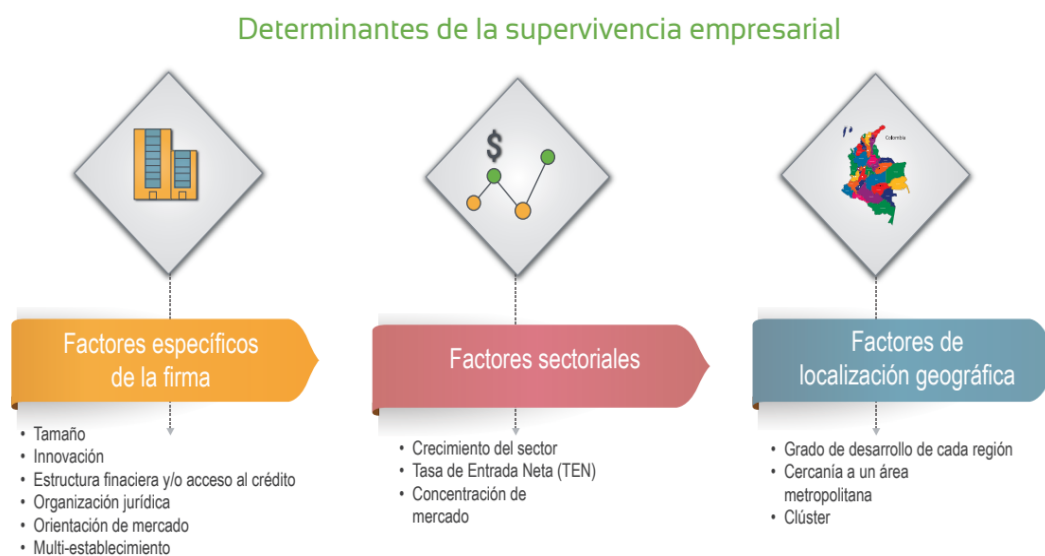 Determinantes de la supervivencia empresarial
$
Colombia
Factores específicos
de la firma
• Tamaño
• Innovación
• Estructura finaciera y/o acceso al crédito
• Organización jurídica
• Orientación de mercado
• Multi-establecimiento
Factores sectoriales
• Crecimiento del sector
• Tasa de Entrada Neta (TEN)
• Concentración de
mercado
Factores de
localización geográfica
• Grado de desarrollo de cada región
• Cercanía a un área
metropolitana
• Clúster